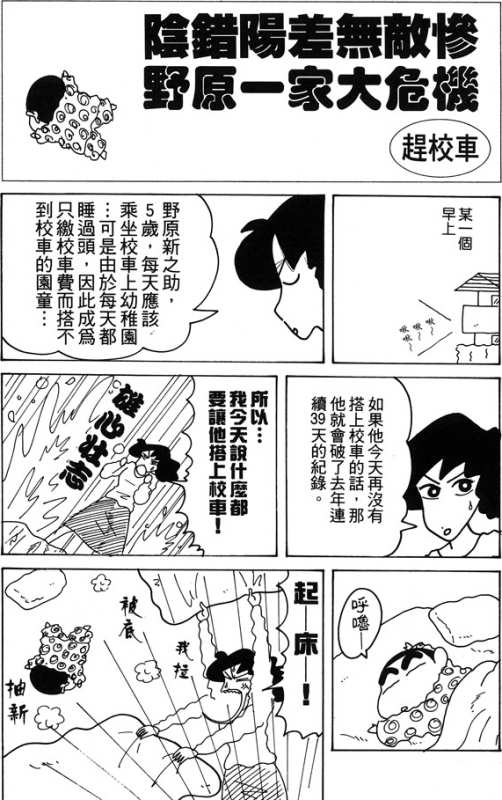 陰錯陽差無敵慘
野原一家大危機
趕校車
某一個
早上
啾
啾
啾
野原新之助，
5歲，每天應該
乘坐校車上幼稚園
…可是由於每天都
睡過頭，因此成爲
只繳校車費而搭不
到校車的園童…
如果他今天再沒有
搭上校車的話，那
他就會破了去年連
續39天的紀錄。
所以…
我今天說什麼都
要讓他搭上校車！
雄心壯志
呼嚕—
起—床—！
我拉
被底
抽新